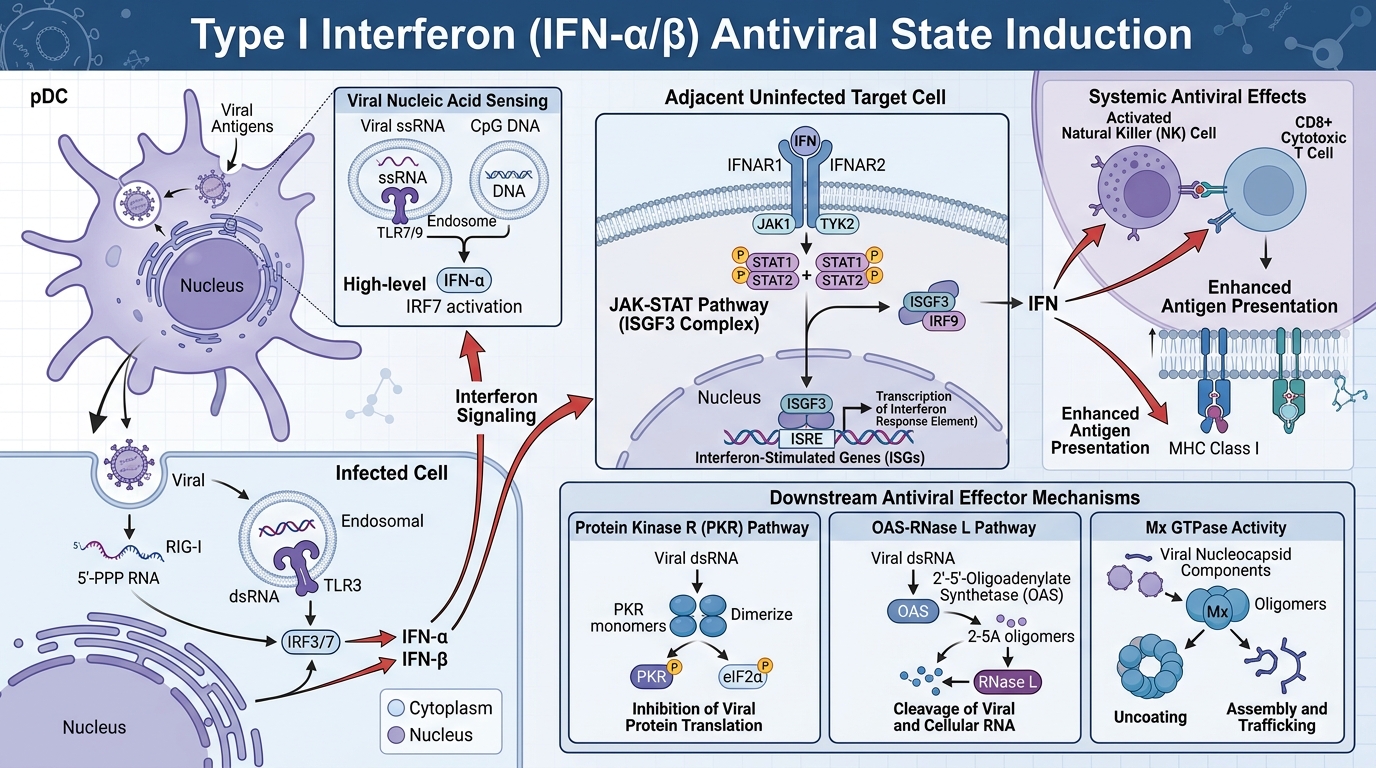 Type I Interferon (IFN-α/β) Antiviral State Induction
pDC
Viral
Antigens
Nucleus
Viral Nucleic Acid Sensing
Viral ssRNA
CpG DNA
ssRNA
DNA
Endosome
TLR7/9
High-level
IFN-α
IRF7 activation
Interferon
Signaling
Infected Cell
Viral
Endosomal
RIG-I
5'
5'-PPP RNA
TLR3
dsRNA
IRF3/7
IFN-α
IFN-β
Nucleus
Cytoplasm
Nucleus
Adjacent Uninfected Target Cell
IFN
IFNAR1
IFNAR2
JAK1
TYK2
P
STAT1
STAT1
P
P
STAT2
+
STAT2
P
JAK-STAT Pathway
(ISGF3 Complex)
ISGF3
IRF9
Nucleus
ISGF3
Transcription
of Interferon
Response Element)
ISRE
Interferon-Stimulated Genes (ISGs)
IFN
Systemic Antiviral Effects
Activated
Natural Killer (NK) Cell
CD8+
Cytotoxic
T Cell
Enhanced
Antigen Presentation
Enhanced
Antigen
Presentation
MHC Class I
Downstream Antiviral Effector Mechanisms
Protein Kinase R (PKR) Pathway
Viral dsRNA
PKR
monomers
Dimerize
PKR
P
eIF2α
P
Inhibition of Viral
Protein Translation
OAS-RNase L Pathway
Viral dsRNA
2'-5'-Oligoadenylate
Synthetase (OAS)
OAS
2-5A oligomers
RNase L
Cleavage of Viral
and Cellular RNA
Mx GTPase Activity
Viral Nucleocapsid
Components
Mx
Oligomers
Uncoating
Assembly and
Trafficking